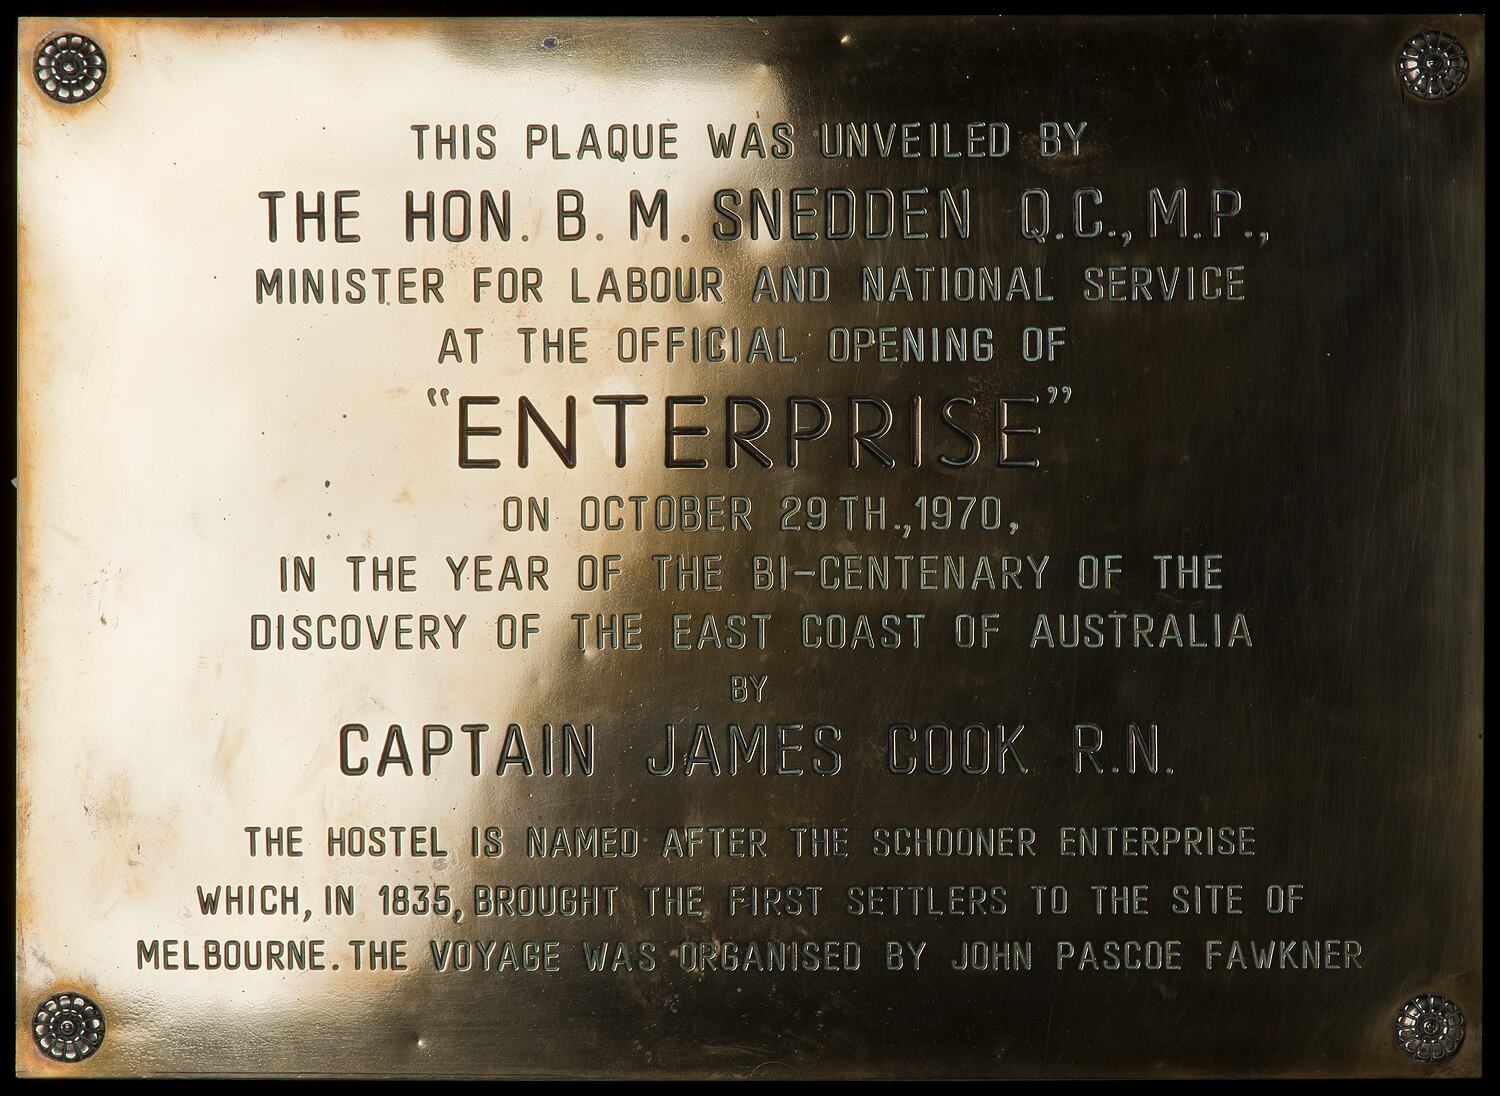 THIS PLAQUE WAS UNVEILED BY
THE HON. B. M. SNEDDEN Q.C., M.P.,
MINISTER FOR LABOUR AND NATIONAL SERVICE
AT THE OFFICIAL OPENING OF
"ENTERPRISE"
ON OCTOBER 29TH.,1970,
IN THE YEAR OF THE BI-CENTENARY OF THE
DISCOVERY OF THE EAST COAST OF AUSTRALIA
BY
CAPTAIN JAMES COOK R.N.
THE HOSTEL IS NAMED AFTER THE SCHOONER ENTERPRISE
WHICH, IN 1835, BROUGHT THE FIRST SETTLERS TO THE SITE OF
MELBOURNE. THE VOYAGE WAS ORGANISED BY JOHN PASCOE FAWKNER